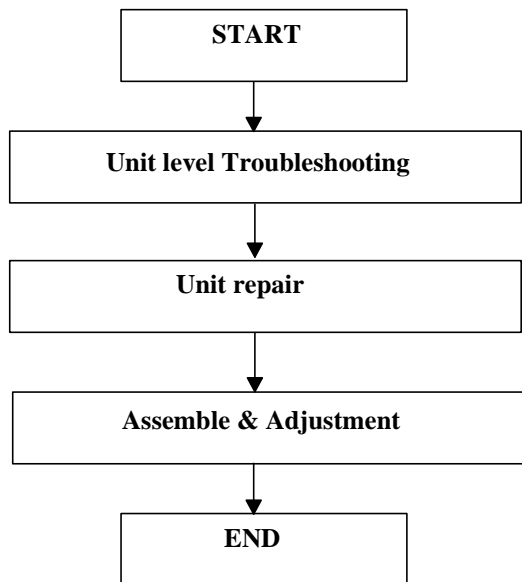 START
Unit level Troubleshooting
Unit repair
Assemble & Adjustment
END